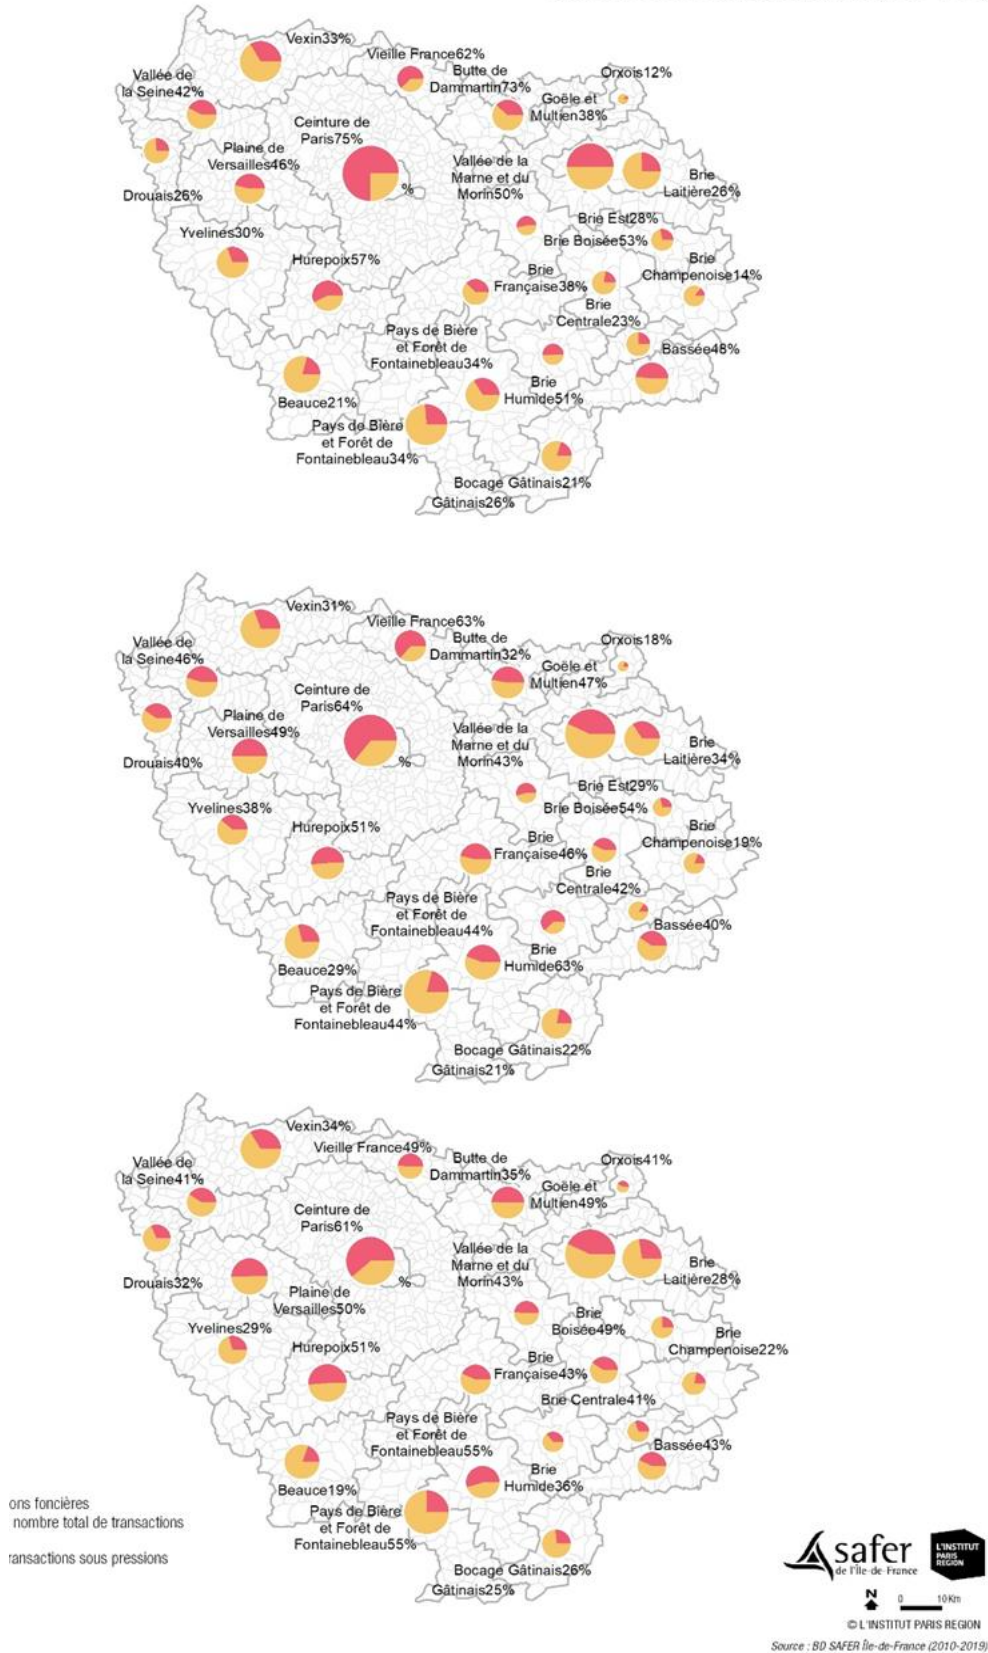 Vexin33%
Vieille France62%
Vallée de
la Seine42%
Butte de
Dammartin73%
Orxois12%
Goële et
Multien38%
Ceinture de
Paris75%
%
Plaine de
Versailles46%
Vallée de la
Marne et du
Morin50%
Brie
Laitière26%
Drouais26%
Brie Est28%
Yvelines30%
Brie Boisée53%
Hurepoix57%
Brie
Champenoise14%
Brie
Française38%
Brie
Centrale23%
Pays de Bière
et Forêt de
Fontainebleau34%
Bassée48%
Brie
Humide51%
Beauce21%
Pays de Bière
et Forêt de
Fontainebleau34%
Bocage Gâtinais21%
Gâtinais26%
Vexin31%
Vieille France63%
Vallée de
la Seine46%
Butte de
Dammartin32%
Orxois18%
Goële et
Multien47%
Ceinture de
Paris64%
%
Plaine de
Versailles49%
Vallée de la
Marne et du
Morin43%
Brie
Laitière34%
Drouais40%
Brie Est29%
Yvelines38%
Brie Boisée54%
Hurepoix51%
Brie
Champenoise19%
Brie
Française46%
Brie
Centrale42%
Pays de Bière
et Forêt de
Fontainebleau44%
Bassée40%
Brie
Humide63%
Beauce29%
Pays de Bière
et Forêt de
Fontainebleau44%
Bocage Gâtinais22%
Gâtinais21%
Vexin34%
Vieille France49%
Vallée de
la Seine41%
Butte de
Dammartin35%
Orxois41%
Goële et
Multien49%
Ceinture de
Paris61%
%
Vallée de la
Marne et du
Morin43%
Brie
Laitière28%
Drouais32%
Plaine de
Versailles50%
Brie
Boisée49%
Yvelines29%
Hurepoix51%
Brie
Champenoise22%
Brie
Française43%
Brie Centrale41%
Pays de Bière
et Forêt de
Fontainebleau55%
Bassée43%
Brie
Humide36%
Beauce19%
Pays de Bière
et Forêt de
Fontainebleau55%
Bocage Gâtinais26%
Gâtinais25%
ons foncières
nombre total de transactions
ransactions sous pressions
safer
de l'Île-de-France
L'INSTITUT
PARIS
REGION
N
0 10 Km
© L'INSTITUT PARIS REGION
Source : BD SAFER Île-de-France (2010-2019)